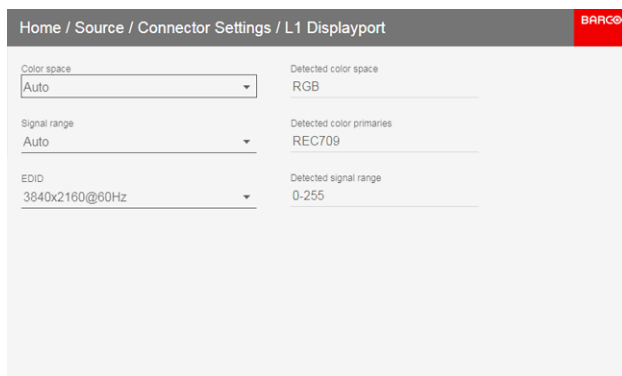 Home / Source / Connector Settings / L1 Displayport
BARCO
Color space
Auto
Detected color space
RGB
Signal range
Auto
Detected color primaries
REC709
EDID
3840x2160@60Hz
Detected signal range
0-255